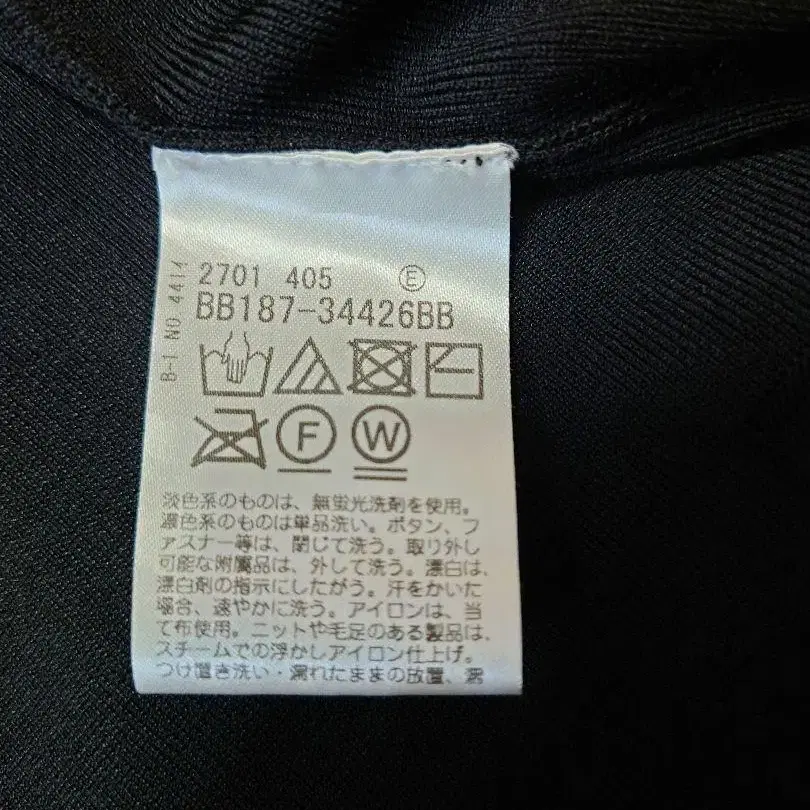 2701 405 Ⓔ
BB187-34426BB
B-1 NO 4414
F W
淡色系のものは、無蛍光洗剤を使用。
濃色系のものは単品洗い。ボタン、フ
ァスナー等は、閉じて洗う。取り外し
可能な附属品は、外して洗う。漂白は、
漂白剤の指示にしたがう。汗をかいた
場合、速やかに洗う。アイロンは、当
て布使用。ニットや毛足のある製品は、
スチームでの浮かしアイロン仕上げ。
つけ置き洗い・濡れたままの放置、濡